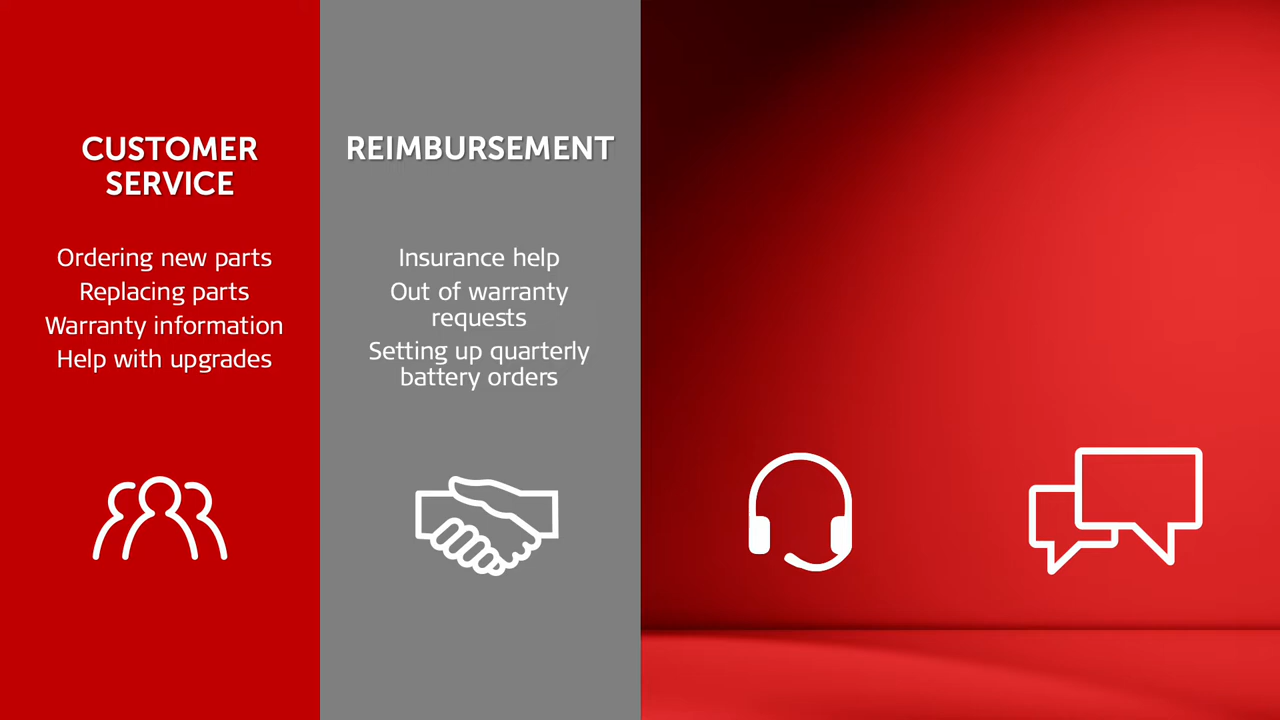 CUSTOMER
SERVICE
Ordering new parts
Replacing parts
Warranty information
Help with upgrades
REIMBURSEMENT
Insurance help
Out of warranty
requests
Setting up quarterly
battery orders